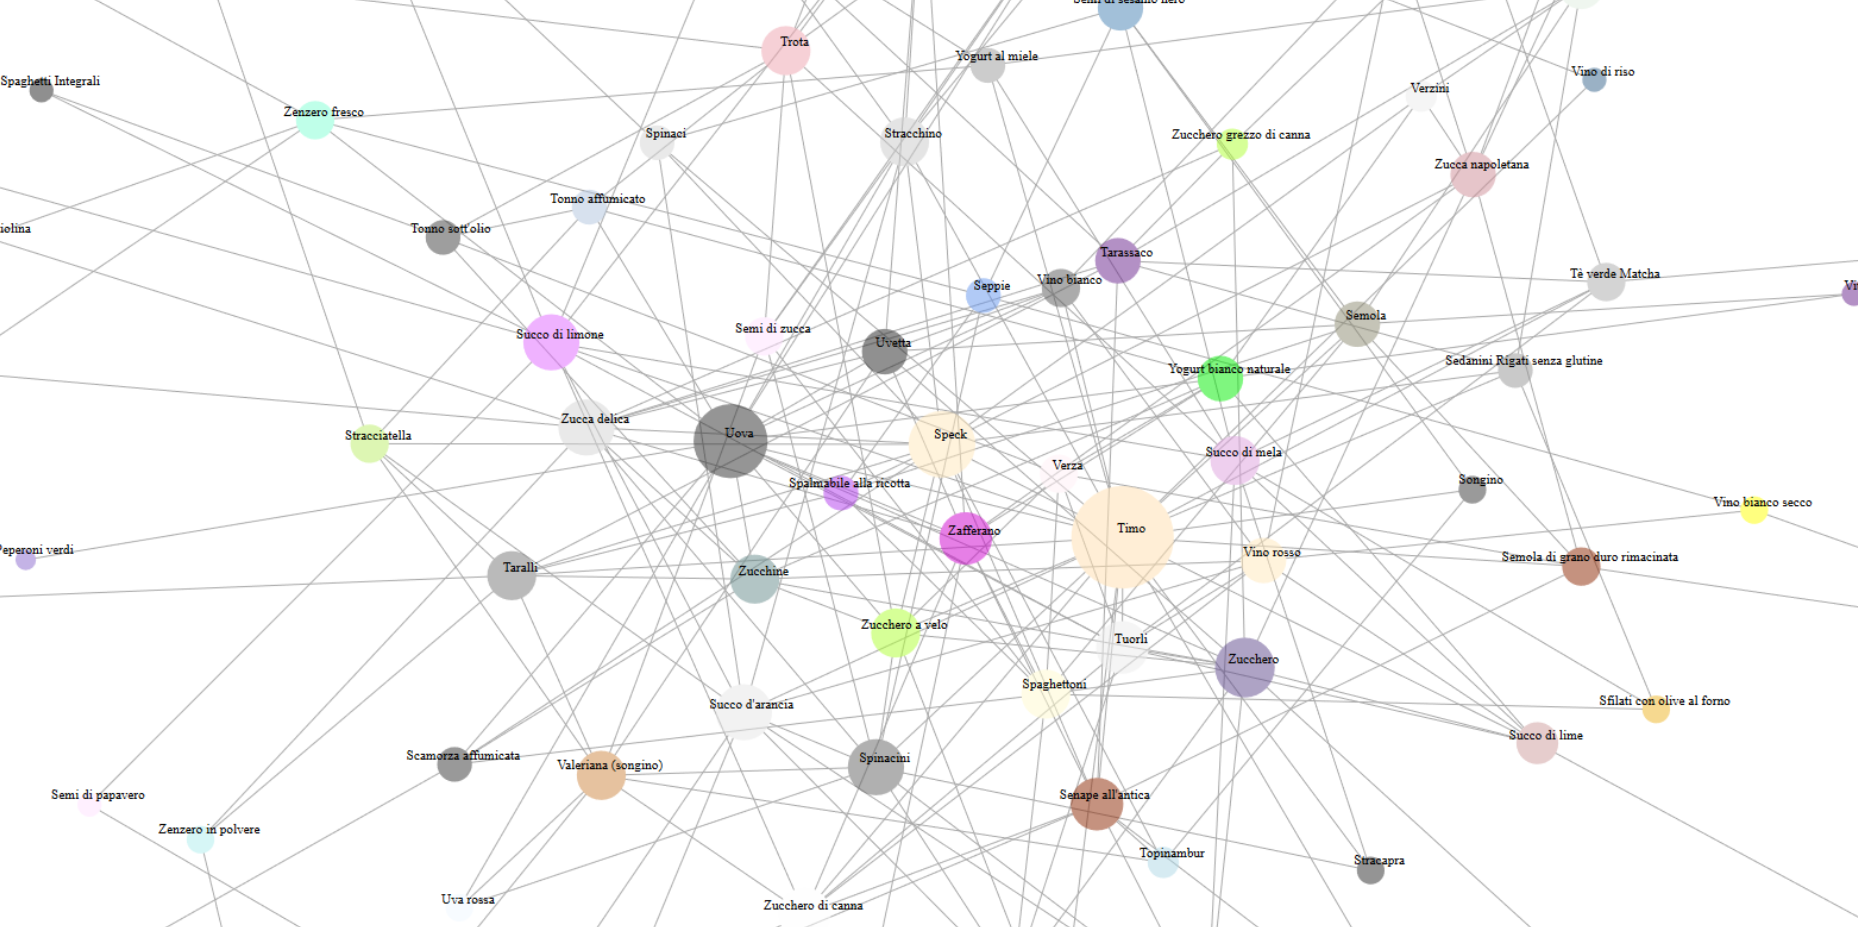 Semi di sesamo nero
Trota
Yogurt al miele
Vino di riso
Spaghetti Integrali
Verzini
Zenzero fresco
Spinaci
Stracchino
Zucchero grezzo di canna
Zucca napoletana
Tonno affumicato
iolina
Tonno sott'olio
Tarassaco
Tè verde Matcha
Vino bianco
Seppie
Semola
Semi di zucca
Succo di limone
Uvetta
Sedanini Rigati senza glutine
Yogurt bianco naturale
Zucca delica
Stracciatella
Uova
Speck
Succo di mela
Verza
Spalmabile alla ricotta
Songino
Vino bianco secco
Zafferano
Timo
Peperoni verdi
Vino rosso
Semola di grano duro rimacinata
Taralli
Zucchine
Zucchero a velo
Tuorli
Zucchero
Spaghettoni
Sfilati con olive al forno
Succo d'arancia
Succo di lime
Scamorza affumicata
Valeriana (songino)
Spinacini
Semi di papavero
Senape all'antica
Zenzero in polvere
Topinambur
Stracapra
Uva rossa
Zucchero di canna